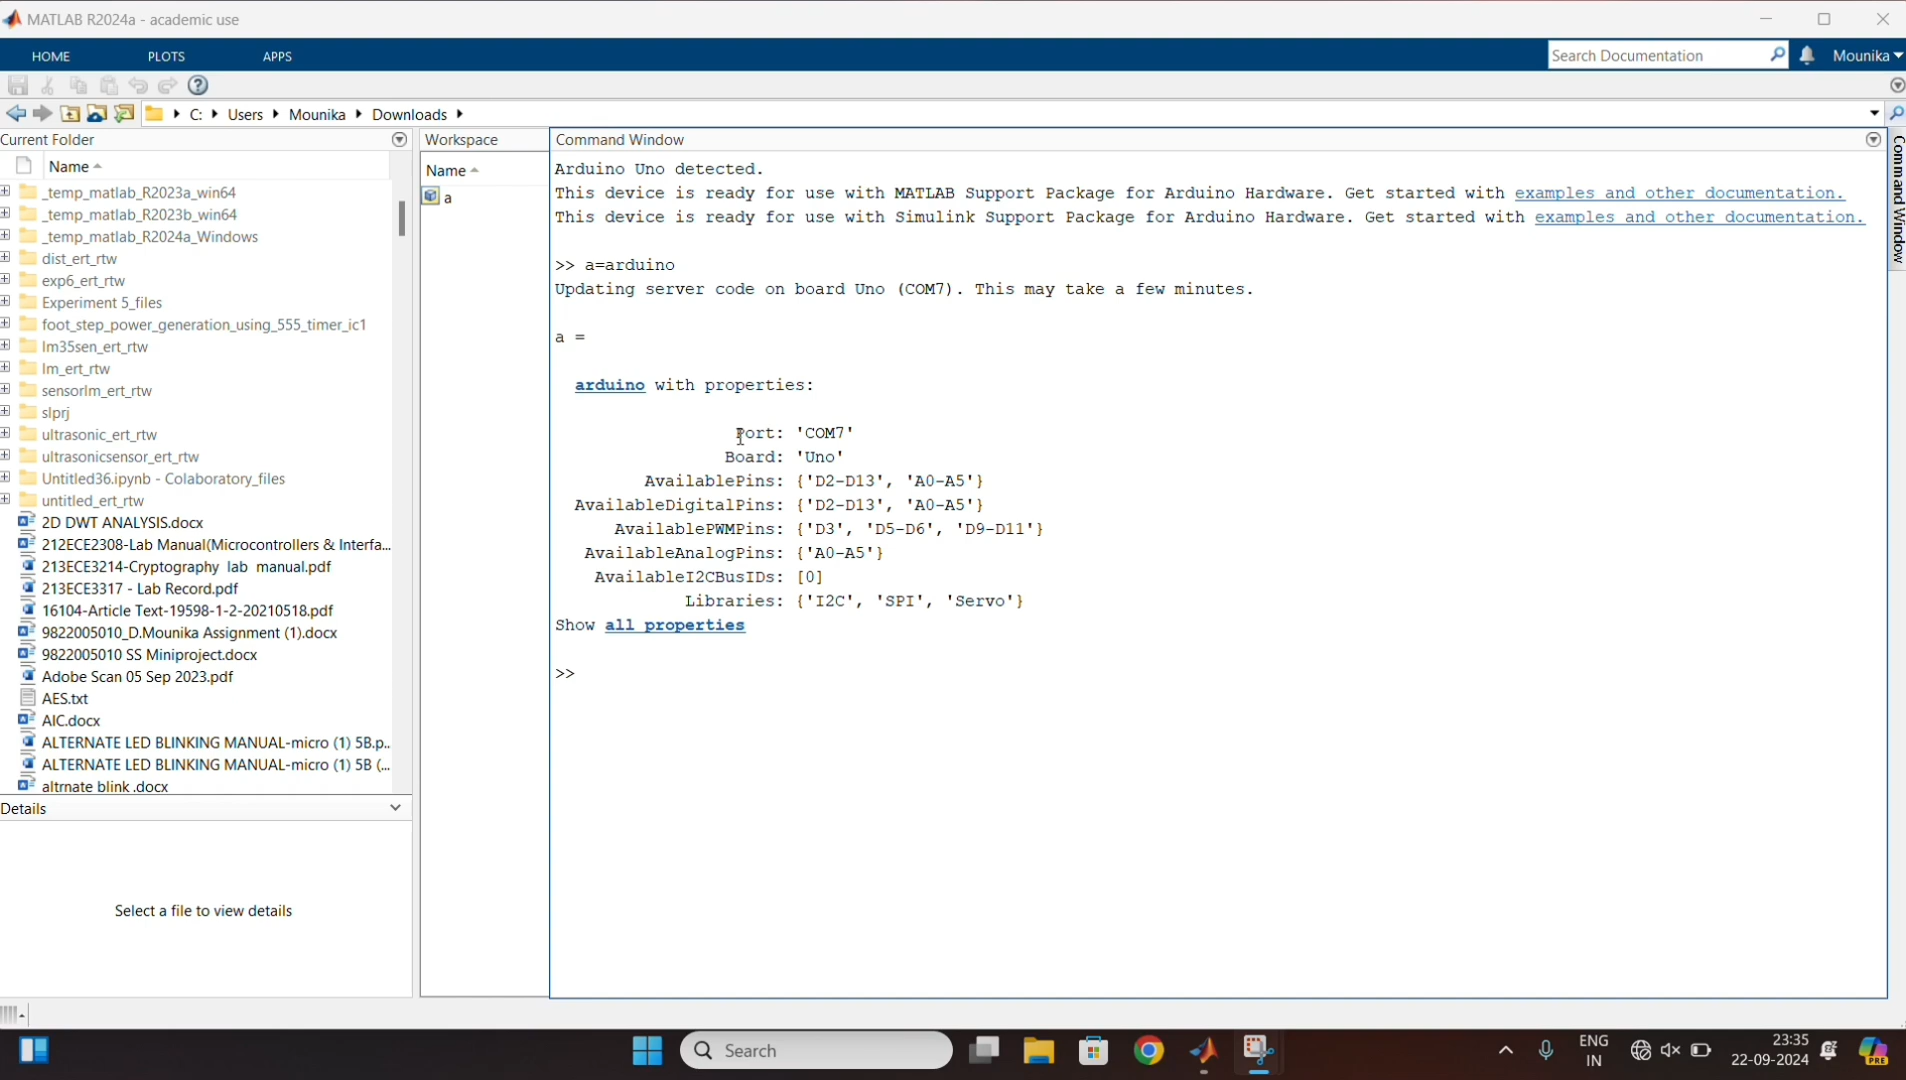 MATLAB R2024a - academic use
HOME PLOTS APPS
Search Documentation
Mounika
C: Users Mounika Downloads
Current Folder
Name
_temp_matlab_R2023a_win64
_temp_matlab_R2023b_win64
_temp_matlab_R2024a_Windows
dist_ert_rtw
exp6_ert_rtw
Experiment 5_files
foot_step_power_generation_using_555_timer_ic1
lm35sen_ert_rtw
lm_ert_rtw
sensorlm_ert_rtw
slprj
ultrasonic_ert_rtw
ultrasonicsensor_ert_rtw
Untitled36.ipynb - Colaboratory_files
untitled_ert_rtw
2D DWT ANALYSIS.docx
212ECE2308-Lab Manual(Microcontrollers & Interfa...
213ECE3214-Cryptography lab manual.pdf
213ECE3317 - Lab Record.pdf
16104-Article Text-19598-1-2-20210518.pdf
9822005010_D.Mounika Assignment (1).docx
9822005010 SS Miniproject.docx
Adobe Scan 05 Sep 2023.pdf
AES.txt
AIC.docx
ALTERNATE LED BLINKING MANUAL-micro (1) 5B.p...
ALTERNATE LED BLINKING MANUAL-micro (1) 5B (...
altrnate blink .docx
Details
Select a file to view details
Workspace
Name
a
Command Window
Arduino Uno detected.
This device is ready for use with MATLAB Support Package for Arduino Hardware. Get started with examples and other documentation.
This device is ready for use with Simulink Support Package for Arduino Hardware. Get started with examples and other documentation.
>> a=arduino
Updating server code on board Uno (COM7). This may take a few minutes.
a =
arduino with properties:
Port: 'COM7'
Board: 'Uno'
AvailablePins: {'D2-D13', 'A0-A5'}
AvailableDigitalPins: {'D2-D13', 'A0-A5'}
AvailablePWMPins: {'D3', 'D5-D6', 'D9-D11'}
AvailableAnalogPins: {'A0-A5'}
AvailableI2CBusIDs: [0]
Libraries: {'I2C', 'SPI', 'Servo'}
Show all properties
>>
Command Window
Search
ENG
IN
23:35
22-09-2024
PRE